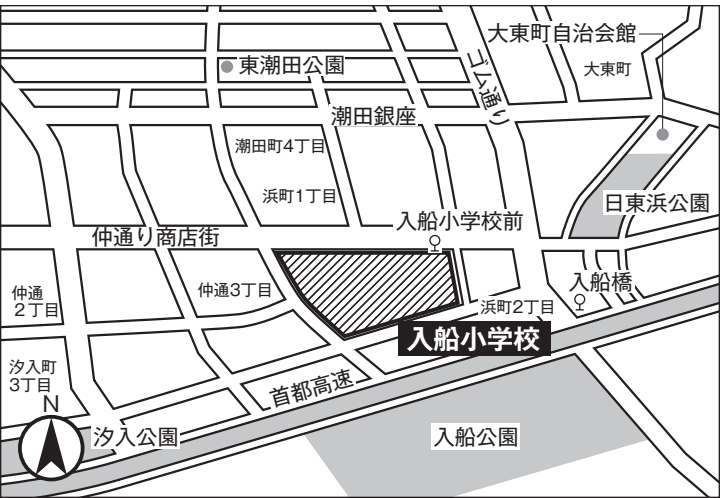 大東町自治会館
東潮田公園
ゴム通り
大東町
潮田銀座
潮田町4丁目
浜町1丁目
日東浜公園
入船小学校前
仲通り商店街
仲通3丁目
入船橋
仲通
2丁目
浜町2丁目
入船小学校
汐入町
3丁目
首都高速
N
汐入公園
入船公園